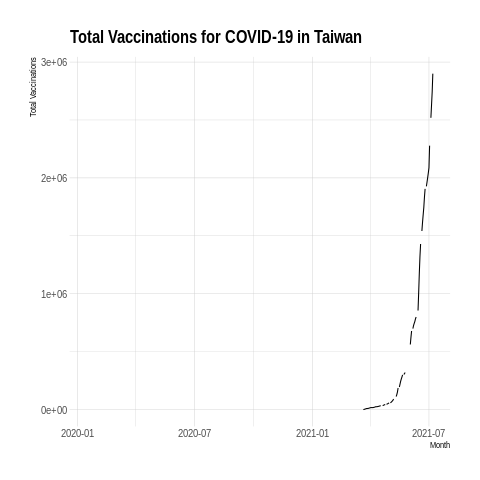 Total Vaccinations for COVID-19 in Taiwan
Total Vaccinations
3e+06
2e+06
1e+06
0e+00
2020-01 2020-07 2021-01 2021-07
Month